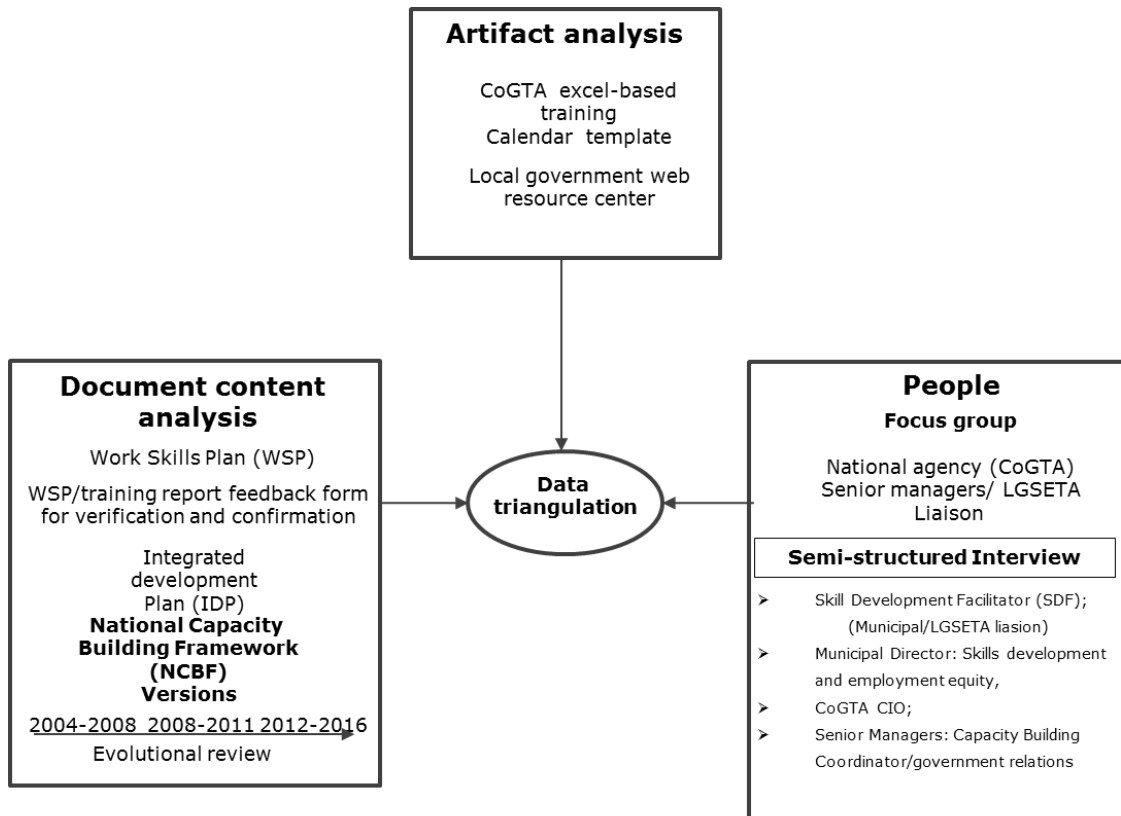 Artifact analysis
CoGTA excel-based
training
Calendar template
Local government web
resource center
Document content
analysis
Work Skills Plan (WSP)
WSP/training report feedback form
for verification and confirmation
Integrated
development
Plan (IDP)
National Capacity
Building Framework
(NCBF)
Versions
2004-2008 2008-2011 2012-2016
Evolutional review
Data
triangulation
People
Focus group
National agency (CoGTA)
Senior managers/ LGSETA
Liaison
Semi-structured Interview
➢ Skill Development Facilitator (SDF);
(Municipal/LGSETA liasion)
➢ Municipal Director: Skills development
and employment equity,
➢ CoGTA CIO;
➢ Senior Managers: Capacity Building
Coordinator/government relations